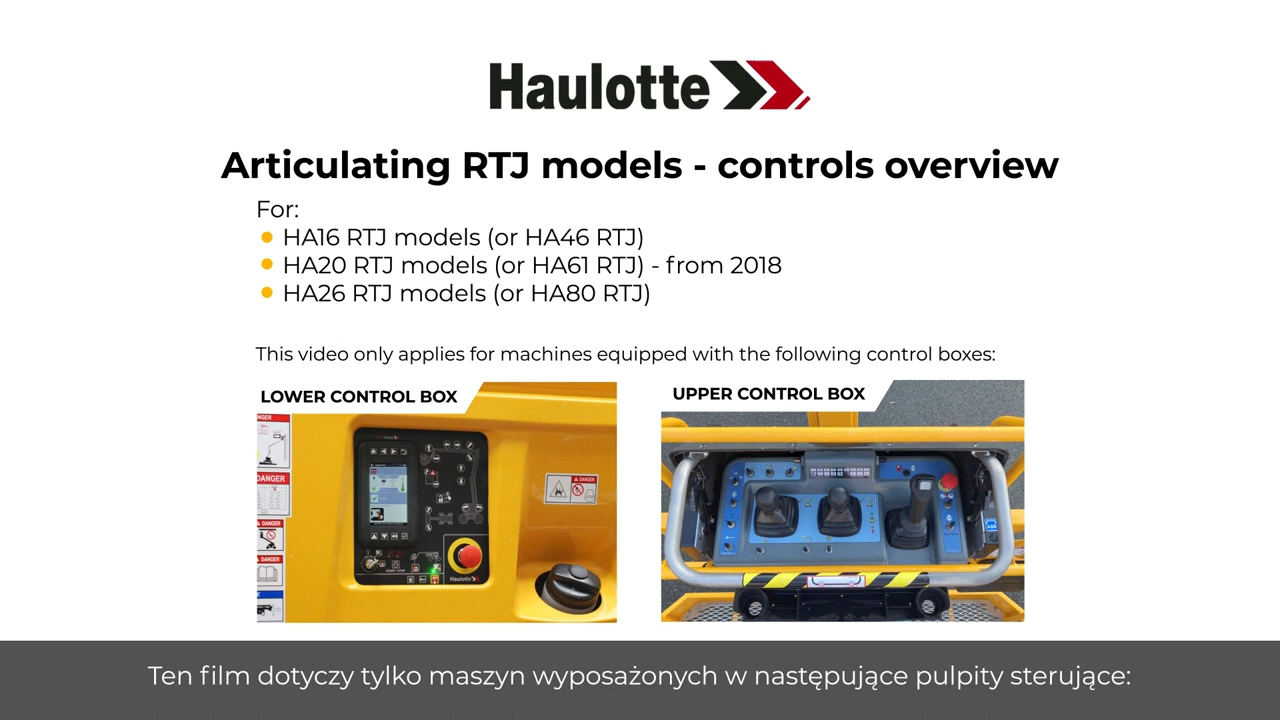 Haulotte
Articulating RTJ models - controls overview
For:
HA16 RTJ models (or HA46 RTJ)
HA20 RTJ models (or HA61 RTJ) - from 2018
HA26 RTJ models (or HA80 RTJ)
This video only applies for machines equipped with the following control boxes:
LOWER CONTROL BOX
UPPER CONTROL BOX
DANGER
DANGER
DANGER
DANGER
START / STOP
Haulotte
Ten film dotyczy tylko maszyn wyposażonych w następujące pulpity sterujące: